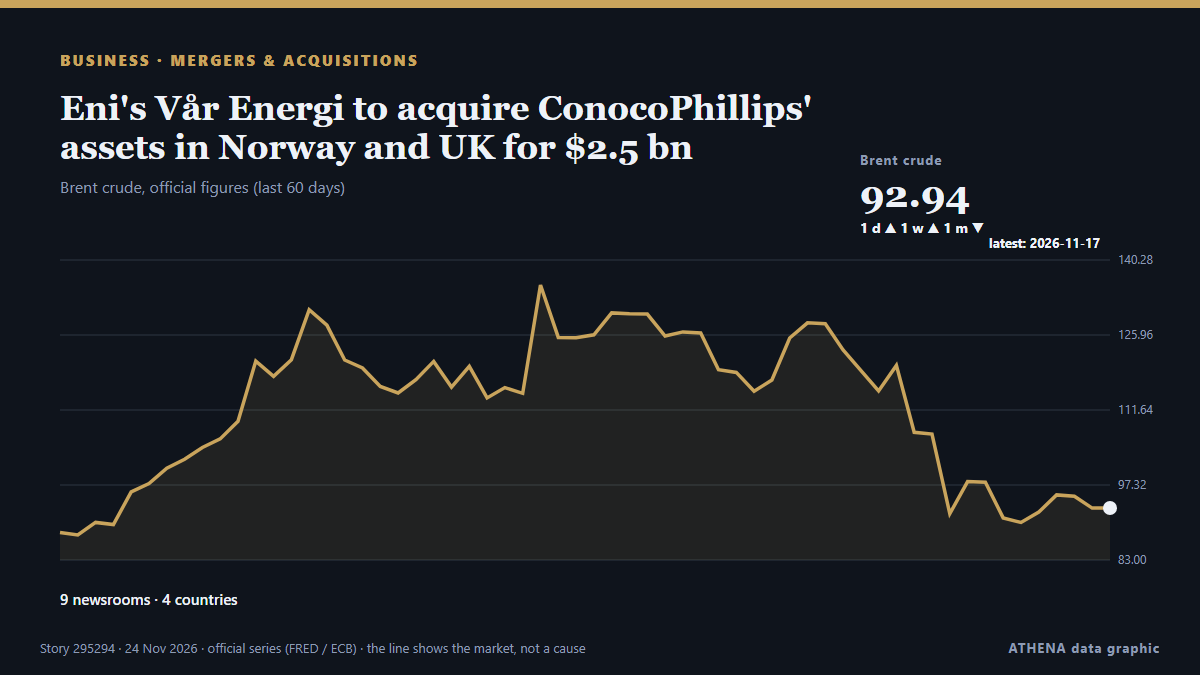 BUSINESS · MERGERS & ACQUISITIONS
Eni's Vår Energi to acquire ConocoPhillips'
assets in Norway and UK for $2.5 bn
Brent crude, official figures (last 60 days)
Brent crude
92.94
1 d ▲ 1 w ▲ 1 m ▼
latest: 2026-11-17
140.28
125.96
111.64
97.32
83.00
9 newsrooms · 4 countries
Story 295294 · 24 Nov 2026 · official series (FRED / ECB) · the line shows the market, not a cause
ATHENA data graphic